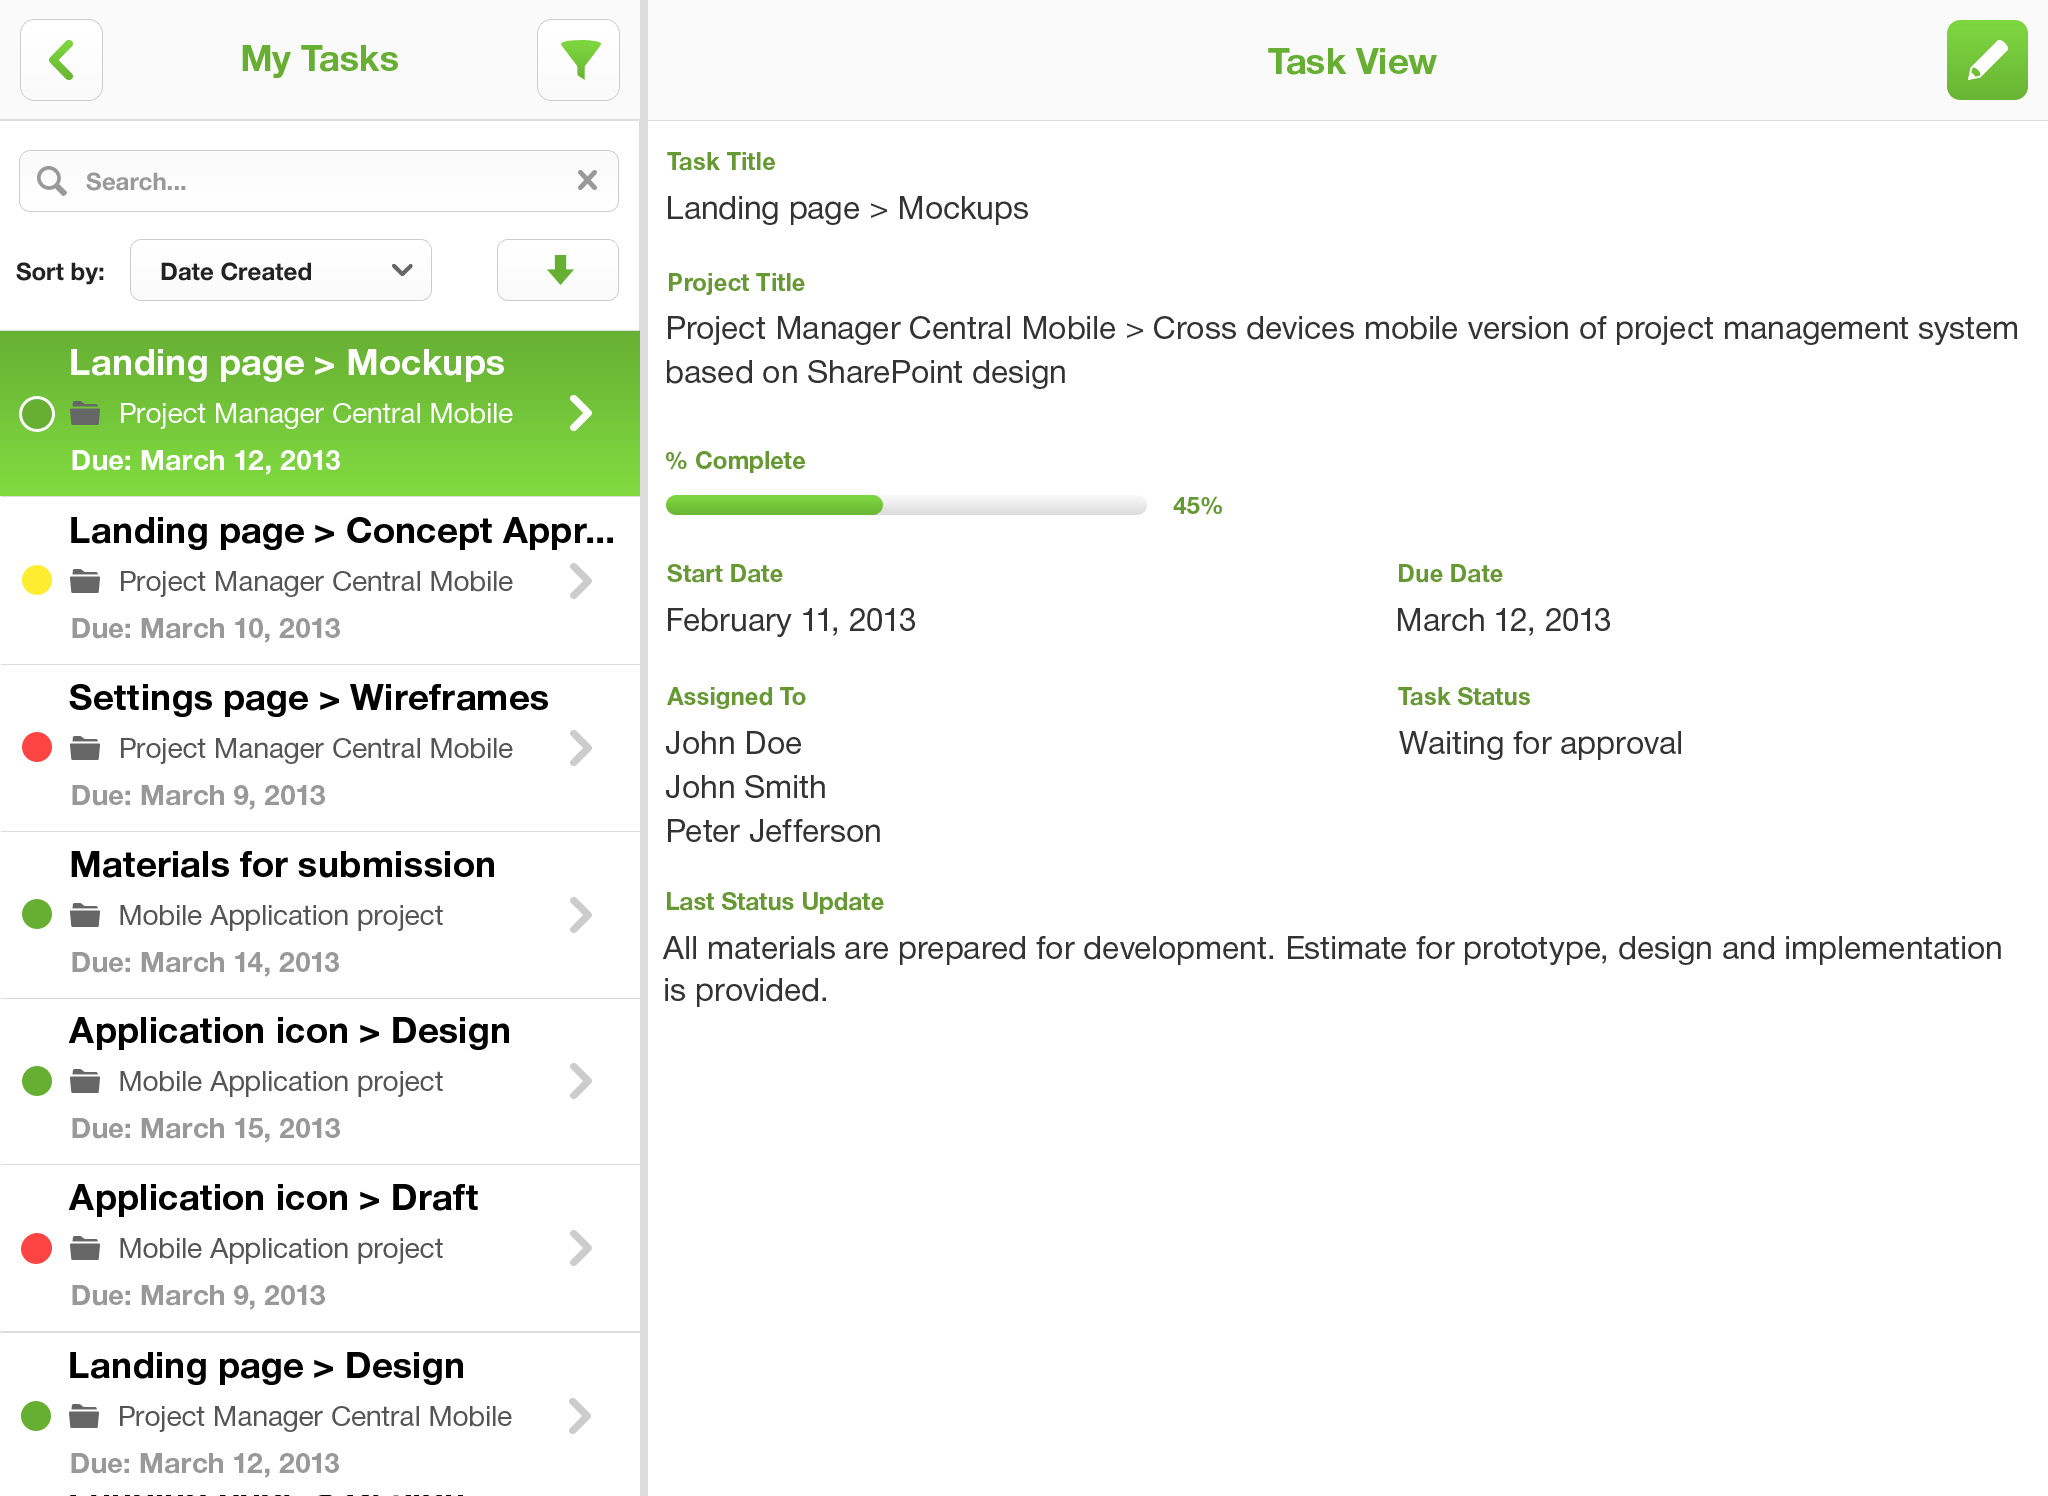 My Tasks
Search...
Sort by:
Date Created
Landing page > Mockups
Project Manager Central Mobile
Due: March 12, 2013
Landing page > Concept Appr...
Project Manager Central Mobile
Due: March 10, 2013
Settings page > Wireframes
Project Manager Central Mobile
Due: March 9, 2013
Materials for submission
Mobile Application project
Due: March 14, 2013
Application icon > Design
Mobile Application project
Due: March 15, 2013
Application icon > Draft
Mobile Application project
Due: March 9, 2013
Landing page > Design
Project Manager Central Mobile
Due: March 12, 2013
Task View
Task Title
Landing page > Mockups
Project Title
Project Manager Central Mobile > Cross devices mobile version of project management system
based on SharePoint design
% Complete
45%
Start Date
February 11, 2013
Due Date
March 12, 2013
Assigned To
John Doe
John Smith
Peter Jefferson
Task Status
Waiting for approval
Last Status Update
All materials are prepared for development. Estimate for prototype, design and implementation
is provided.